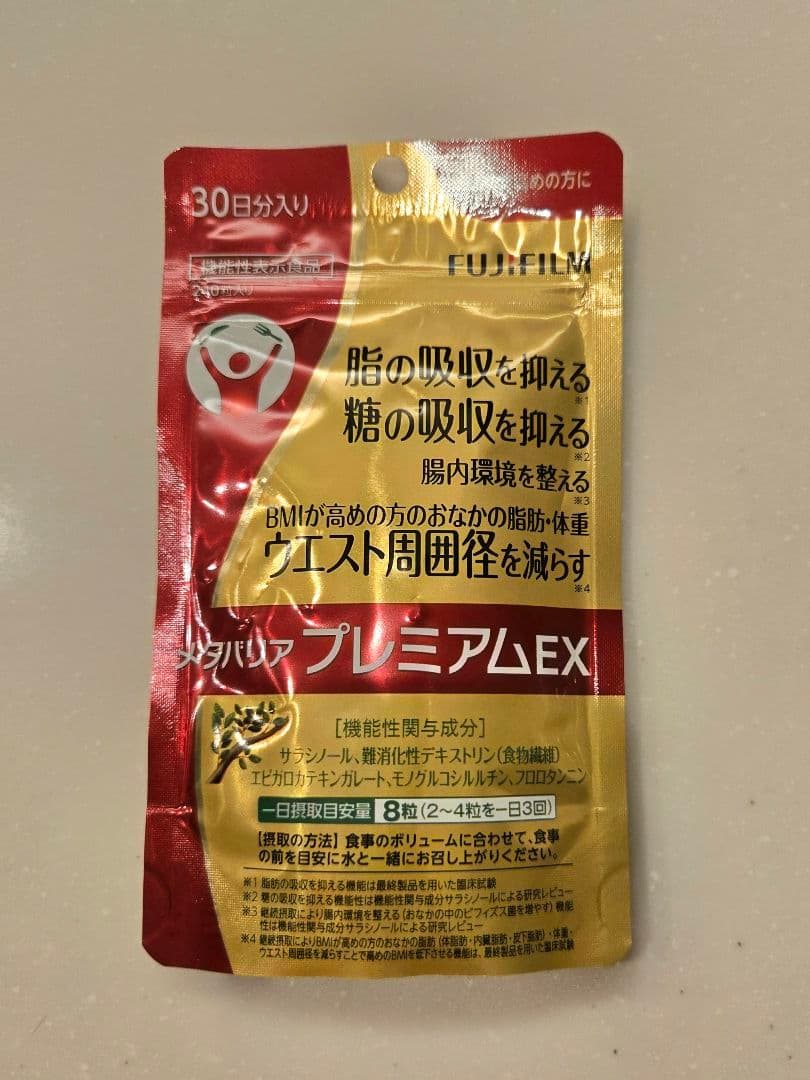 30日分入り
めの方に
機能性表示食品
240粒入り
FUJIFILM
脂の吸収を抑える
※1
糖の吸収を抑える
※2
腸内環境を整える
※3
BMIが高めの方のおなかの脂肪・体重
ウエスト周囲径を減らす
※4
メタバリア プレミアムEX
[機能性関与成分]
サラシノール、難消化性デキストリン(食物繊維)
エピガロカテキンガレート、モノグルコシルルチン、フロロタンニン
一日摂取目安量 8粒(2〜4粒を一日3回)
【摂取の方法】食事のボリュームに合わせて、食事
の前を目安に水と一緒にお召し上がりください。
※1 脂肪の吸収を抑える機能は最終製品を用いた臨床試験
※2 糖の吸収を抑える機能性は機能性関与成分サラシノールによる研究レビュー
※3 継続摂取により腸内環境を整える(おなかの中のビフィズス菌を増やす)機能
性は機能性関与成分サラシノールによる研究レビュー
※4 継続摂取によりBMIが高めの方のおなかの脂肪(体脂肪・内臓脂肪・皮下脂肪)・体重・
ウエスト周囲径を減らすことで高めのBMIを低下させる機能は、最終製品を用いた臨床試験